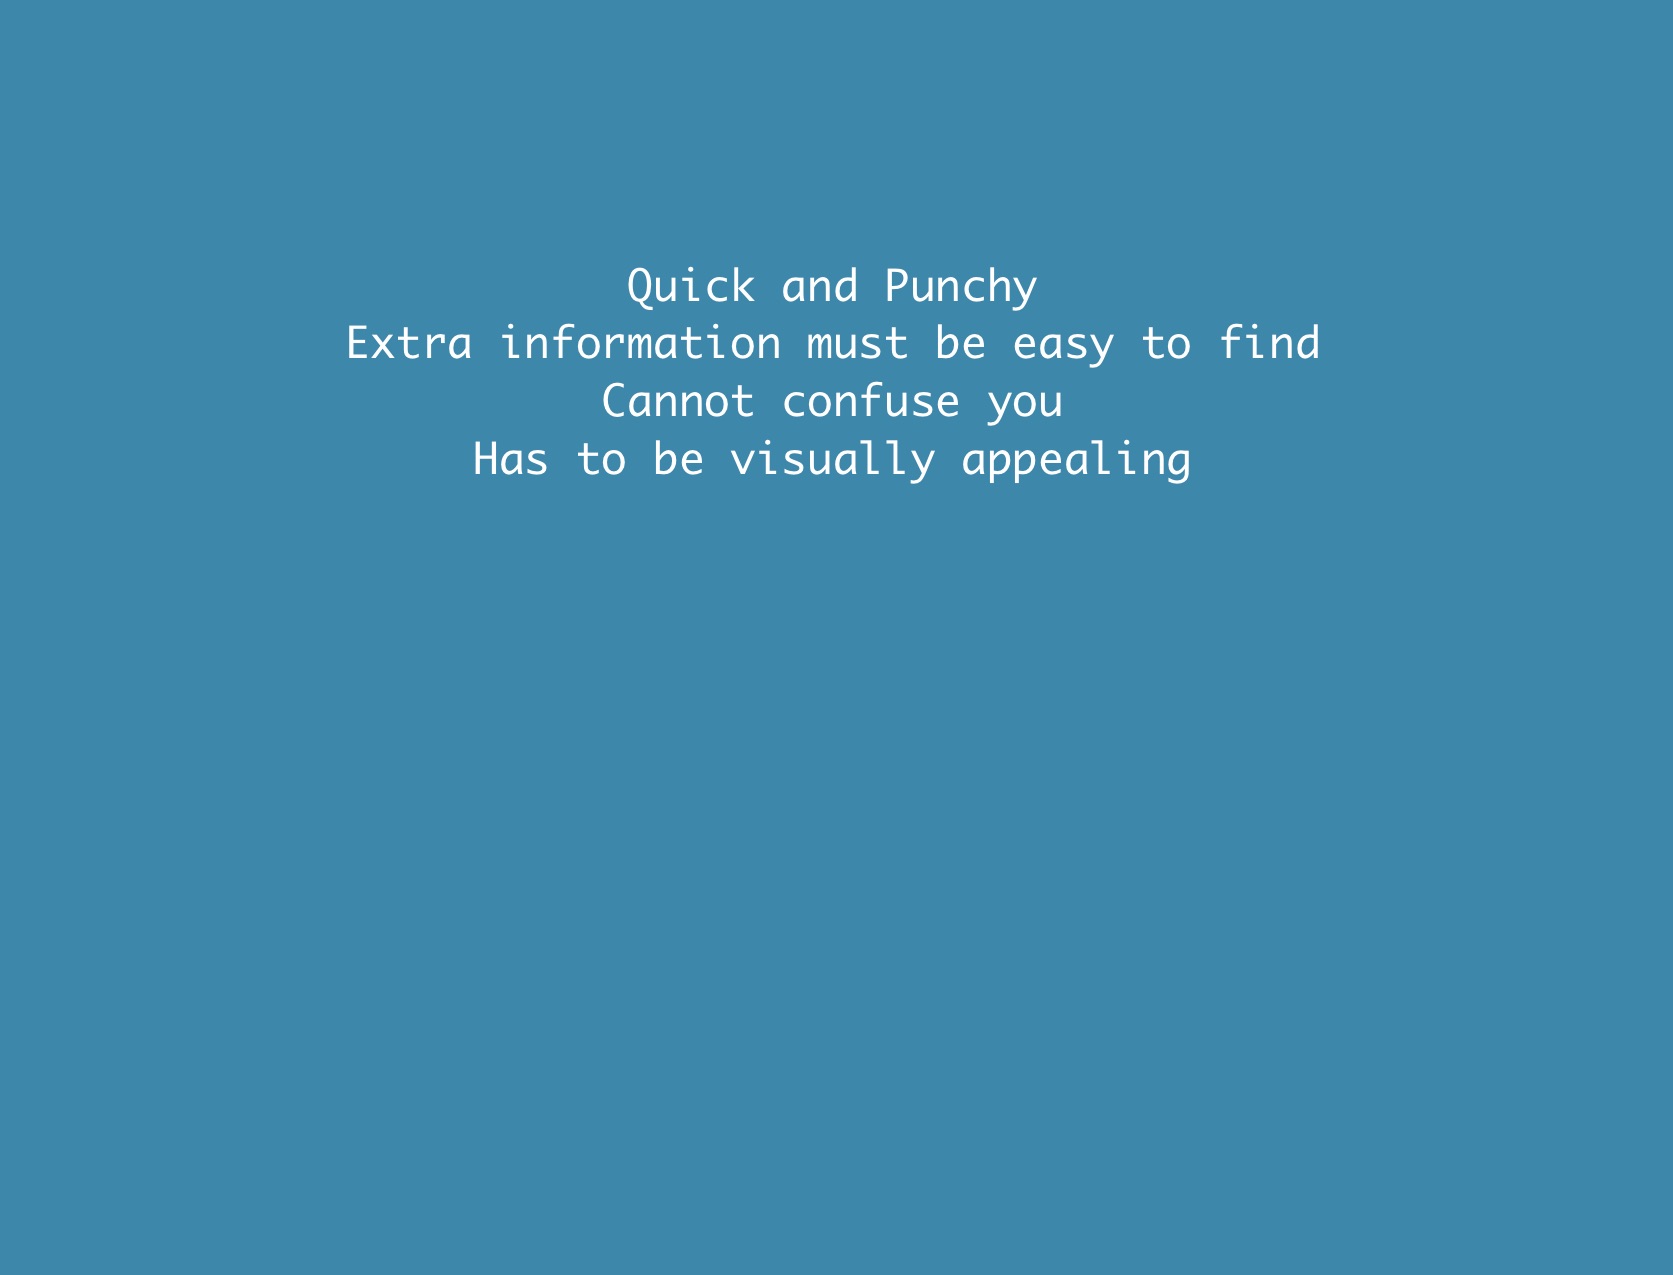 Quick and Punchy
Extra information must be easy to find
Cannot confuse you
Has to be visually appealing